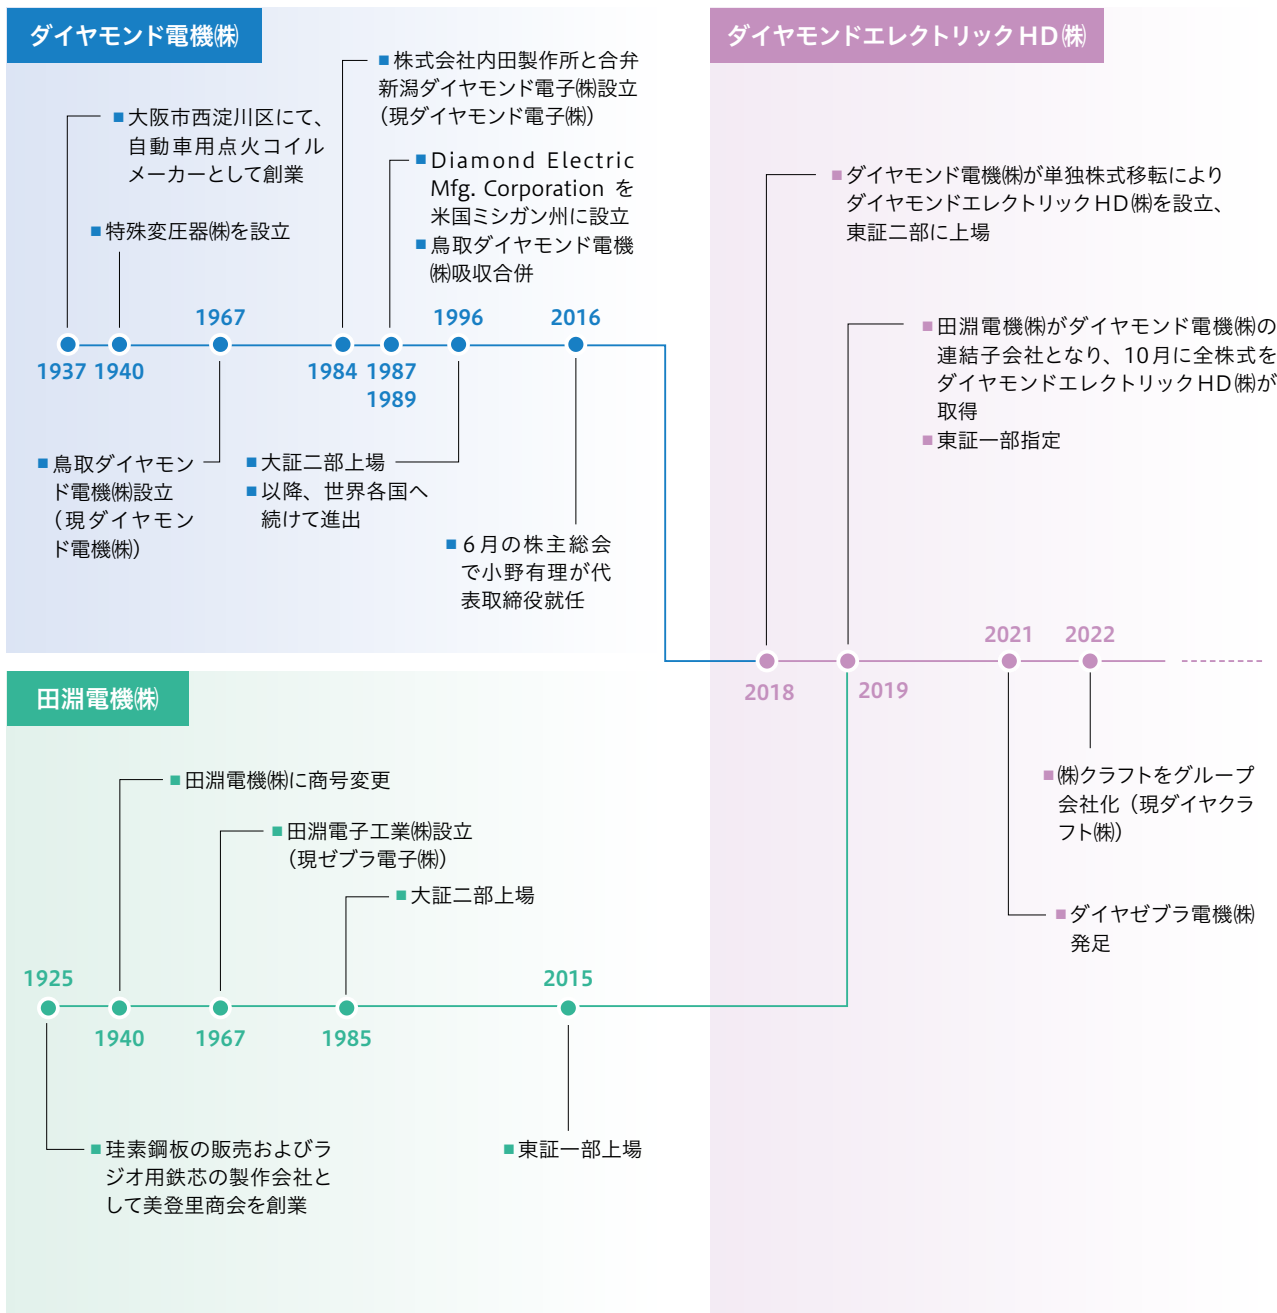 ダイヤモンド電機㈱
■大阪市西淀川区にて、
自動車用点火コイル
メーカーとして創業
■特殊変圧器㈱を設立
■株式会社内田製作所と合弁
新潟ダイヤモンド電子㈱設立
（現ダイヤモンド電子㈱）
■Diamond Electric
Mfg. Corporation を
米国ミシガン州に設立
■鳥取ダイヤモンド電機
㈱吸収合併
1967
1996
2016
1937
1940
1984
1987
1989
■鳥取ダイヤモン
ド電機㈱設立
（現ダイヤモン
ド電機㈱）
■大証二部上場
■以降、世界各国へ
続けて進出
■6月の株主総会
で小野有理が代
表取締役就任
田淵電機㈱
■田淵電機㈱に商号変更
■田淵電子工業㈱設立
（現ゼブラ電子㈱）
■大証二部上場
1925
2015
1940
1967
1985
■珪素鋼板の販売およびラ
ジオ用鉄芯の製作会社と
して美登里商会を創業
■東証一部上場
ダイヤモンドエレクトリックHD㈱
■ダイヤモンド電機㈱が単独株式移転により
ダイヤモンドエレクトリックHD㈱を設立、
東証二部に上場
■田淵電機㈱がダイヤモンド電機㈱の
連結子会社となり、10月に全株式を
ダイヤモンドエレクトリックHD㈱が
取得
■東証一部指定
2021
2022
2018
2019
■㈱クラフトをグループ
会社化（現ダイヤクラ
フト㈱）
■ダイヤゼブラ電機㈱
発足